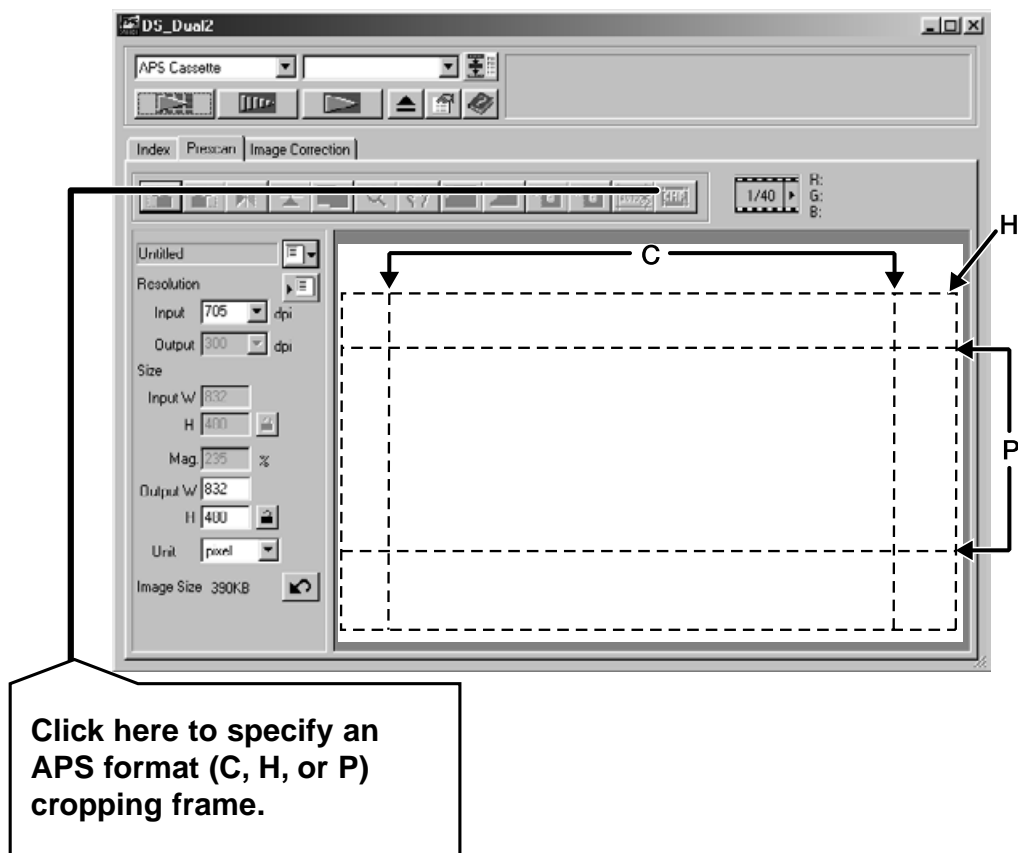 DS_Dual2
APS Cassette
Index Prescan Image Correction
1/40
R:
G:
B:
H
C
P
Untitled
Resolution
Input 705 dpi
Output 300 dpi
Size
Input W 832
H 400
Mag. 235 %
Output W 832
H 400
Unit pixel
Image Size 390KB
Click here to specify an
APS format (C, H, or P)
cropping frame.